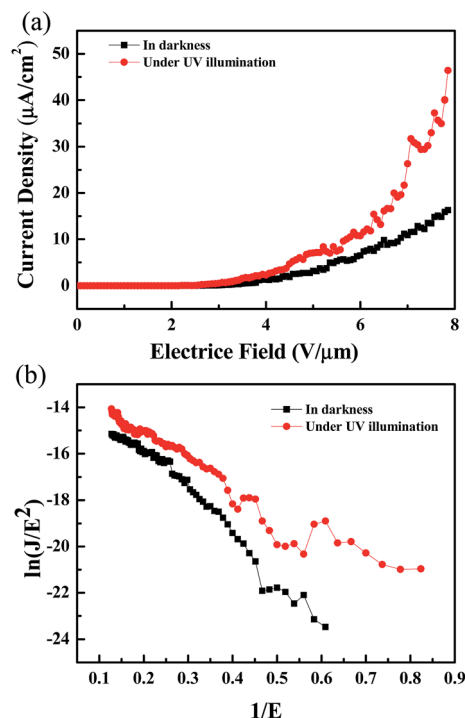 (a)
In darkness
Under UV illumination
Current Density (μA/cm²)
50
40
30
20
10
0
0 2 4 6 8
Electrice Field (V/μm)
(b)
In darkness
Under UV illumination
ln(J/E²)
-14
-16
-18
-20
-22
-24
0.1 0.2 0.3 0.4 0.5 0.6 0.7 0.8 0.9
1/E